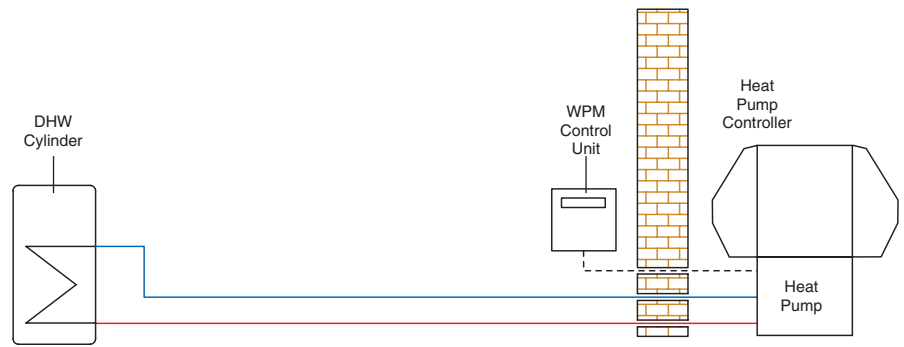 DHW
Cylinder
WPM
Control
Unit
Heat
Pump
Controller
Heat
Pump